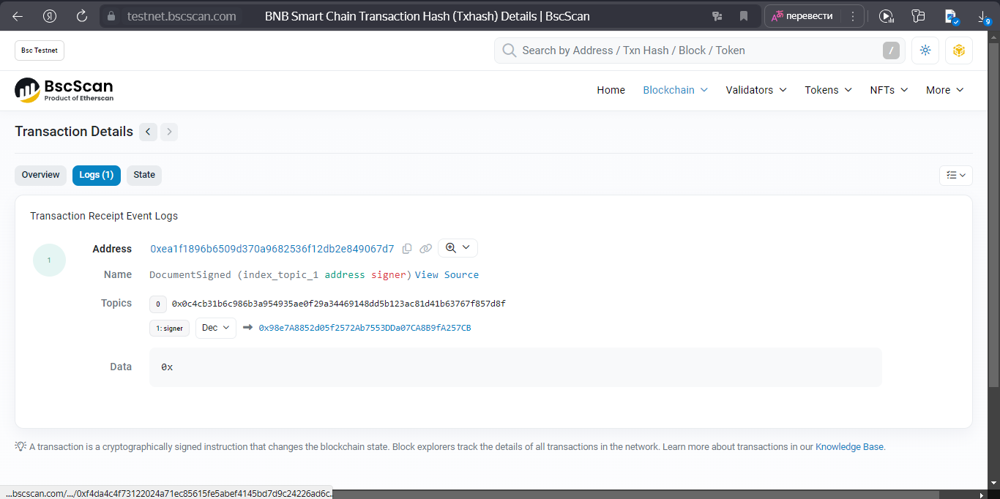 testnet.bscscan.com BNB Smart Chain Transaction Hash (Txhash) Details | BscScan перевести 9
Bsc Testnet Search by Address / Txn Hash / Block / Token /
BscScan
Product of Etherscan
Home Blockchain Validators Tokens NFTs More
Transaction Details
Overview Logs (1) State
Transaction Receipt Event Logs
1
Address 0xea1f1896b6509d370a9682536f12db2e849067d7
Name DocumentSigned (index_topic_1 address signer) View Source
Topics 0 0x0c4cb31b6c986b3a954935ae0f29a34469148dd5b123ac81d41b63767f857d8f
1: signer Dec 0x98e7A8852d05f2572Ab7553DDa07CA8B9fA257CB
Data 0x
A transaction is a cryptographically signed instruction that changes the blockchain state. Block explorers track the details of all transactions in the network. Learn more about transactions in our Knowledge Base.
...bscscan.com/.../0xf4da4c4f73122024a71ec85615fe5abef4145bd7d9c24226ad6c..